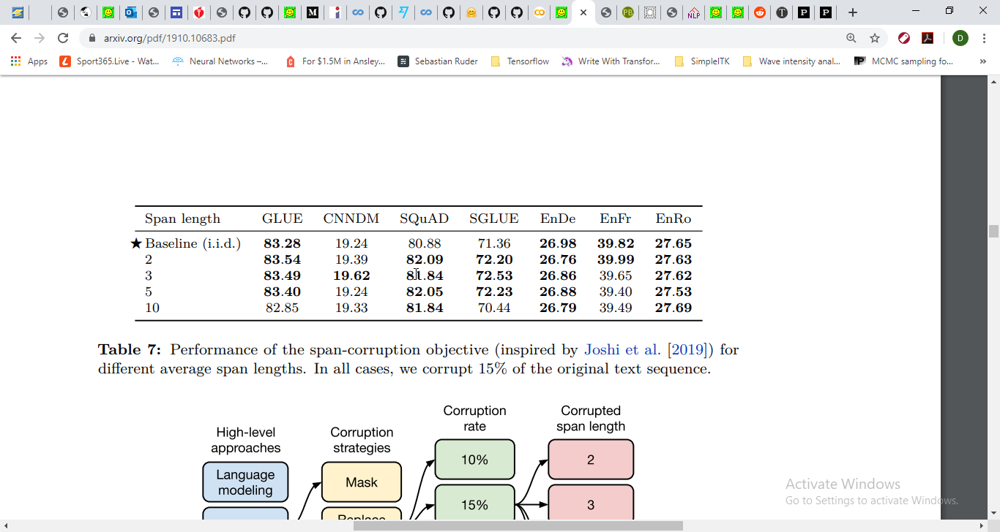 M
PB
NLP
T
P
P
arxiv.org/pdf/1910.10683.pdf
D
Apps
Sport365.Live - Wat...
Neural Networks –...
For $1.5M in Ansley...
Sebastian Ruder
Tensorflow
Write With Transfor...
SimpleITK
Wave intensity anal...
MCMC sampling fo...
»
Span length GLUE CNNDM SQuAD SGLUE EnDe EnFr EnRo
★ Baseline (i.i.d.) 83.28 19.24 80.88 71.36 26.98 39.82 27.65
2 83.54 19.39 82.09 72.20 26.76 39.99 27.63
3 83.49 19.62 81.84 72.53 26.86 39.65 27.62
5 83.40 19.24 82.05 72.23 26.88 39.40 27.53
10 82.85 19.33 81.84 70.44 26.79 39.49 27.69
Table 7: Performance of the span-corruption objective (inspired by Joshi et al. [2019]) for
different average span lengths. In all cases, we corrupt 15% of the original text sequence.
High-level
approaches
Corruption
strategies
Corruption
rate
Corrupted
span length
Language
modeling
Mask
Replace
10%
15%
2
3
Activate Windows
Go to Settings to activate Windows.